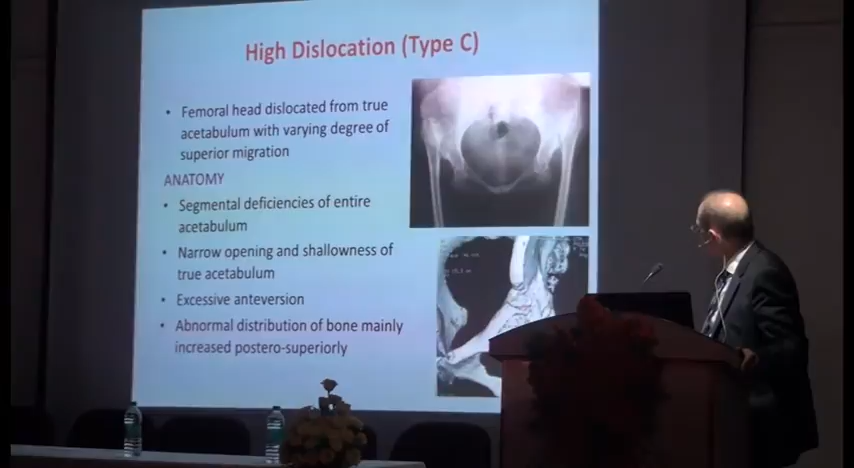 High Dislocation (Type C)
• Femoral head dislocated from true
acetabulum with varying degree of
superior migration
ANATOMY
• Segmental deficiencies of entire
acetabulum
• Narrow opening and shallowness of
true acetabulum
• Excessive anteversion
• Abnormal distribution of bone mainly
increased postero-superiorly